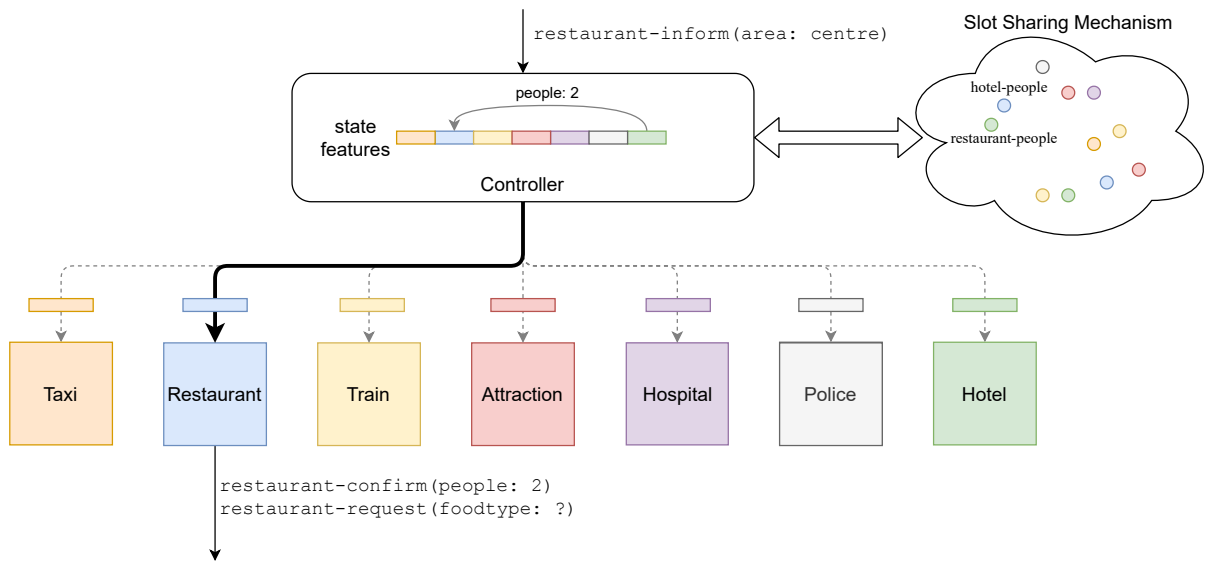 Slot Sharing Mechanism
restaurant-inform(area: centre)
people: 2
state
features
Controller
hotel-people
restaurant-people
Taxi
Restaurant
Train
Attraction
Hospital
Police
Hotel
restaurant-confirm(people: 2)
restaurant-request(foodtype: ?)